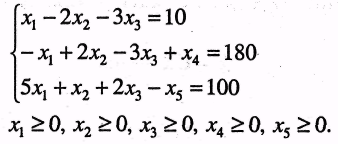 x₁ − 2x₂ − 3x₃ = 10
−x₁ + 2x₂ − 3x₃ + x₄ = 180
5x₁ + x₂ + 2x₃ − x₅ = 100
x₁ ≥ 0, x₂ ≥ 0, x₃ ≥ 0, x₄ ≥ 0, x₅ ≥ 0.